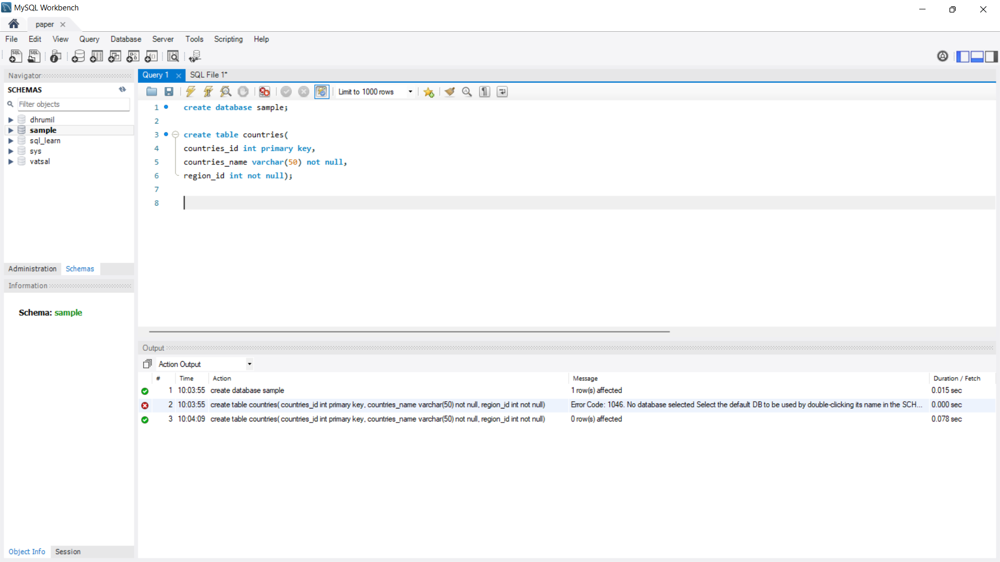 MySQL Workbench
paper
File Edit View Query Database Server Tools Scripting Help
Navigator
SCHEMAS
Filter objects
dhrumil
sample
sql_learn
sys
vatsal
Administration Schemas
Information
Schema: sample
Object Info Session
Query 1 SQL File 1*
Limit to 1000 rows
1 create database sample;
2
3 create table countries(
4 countries_id int primary key,
5 countries_name varchar(50) not null,
6 region_id int not null);
7
8
Output
Action Output
# Time Action Message Duration / Fetch
1 10:03:55 create database sample 1 row(s) affected 0.015 sec
2 10:03:55 create table countries( countries_id int primary key, countries_name varchar(50) not null, region_id int not null) Error Code: 1046. No database selected Select the default DB to be used by double-clicking its name in the SCH... 0.000 sec
3 10:04:09 create table countries( countries_id int primary key, countries_name varchar(50) not null, region_id int not null) 0 row(s) affected 0.078 sec